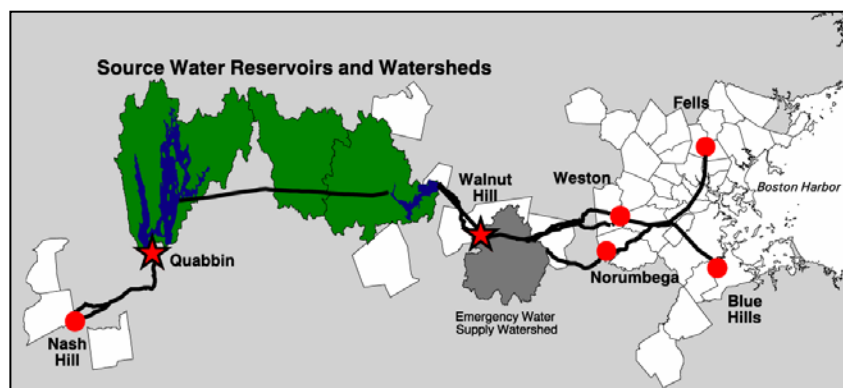 Source Water Reservoirs and Watersheds
Fells
Walnut
Hill
Weston
Boston Harbor
Quabbin
Norumbega
Blue
Hills
Emergency Water
Supply Watershed
Nash
Hill